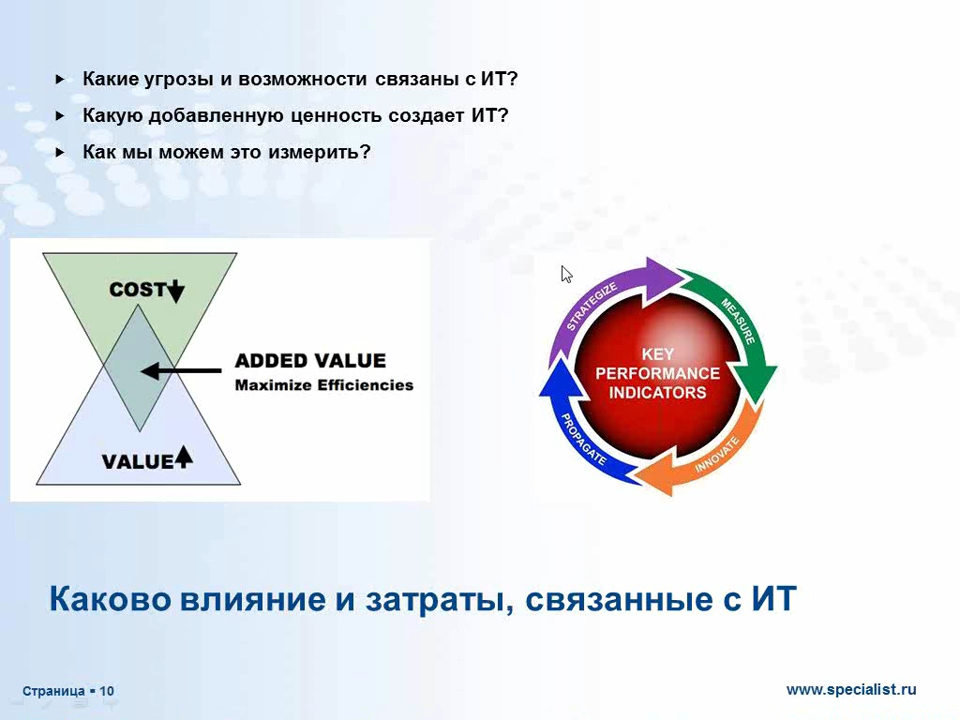 Какие угрозы и возможности связаны с ИТ?
Какую добавленную ценность создает ИТ?
Как мы можем это измерить?
COST
ADDED VALUE
Maximize Efficiencies
VALUE
STRATEGIZE
MEASURE
KEY
PERFORMANCE
INDICATORS
PROPAGATE
INNOVATE
Каково влияние и затраты, связанные с ИТ
Страница ▪ 10
www.specialist.ru